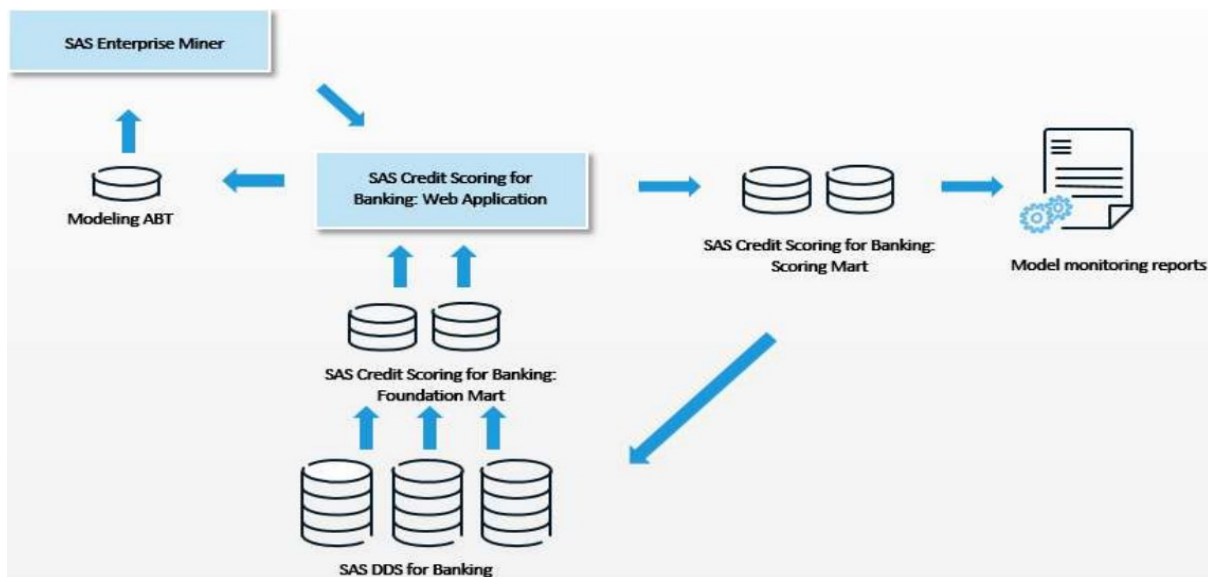 SAS Enterprise Miner
SAS Credit Scoring for
Banking: Web Application
Modeling ABT
SAS Credit Scoring for Banking:
Scoring Mart
Model monitoring reports
SAS Credit Scoring for Banking:
Foundation Mart
SAS DDS for Banking